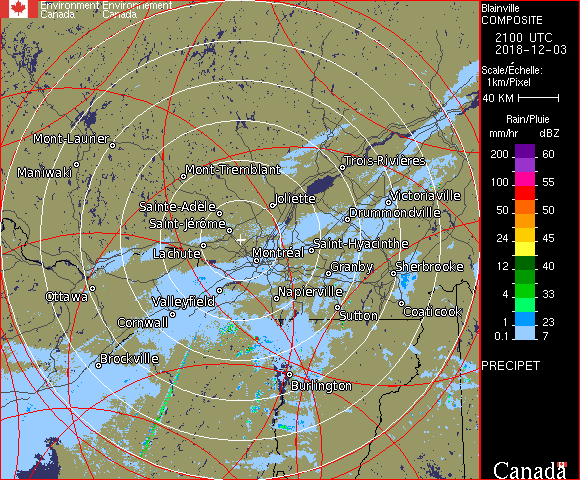 Environment Environnement
Canada Canada
Blainville
COMPOSITE
2100 UTC
2018-12-03
Scale/Échelle:
1km/Pixel
40 KM
Rain/Pluie
mm/hr dBZ
200 60
100 55
50 50
24 45
12 40
4 33
1 23
0.1 7
PRECIPET
Mont-Laurier
Maniwaki
Mont-Tremblant
Trois-Rivières
Joliette
Victoriaville
Sainte-Adèle
Drummondville
Saint-Jérôme
Saint-Hyacinthe
Lachute
Montréal
Granby
Sherbrooke
Ottawa
Valleyfield
Napierville
Coaticook
Cornwall
Sutton
Brockville
Burlington
Canada